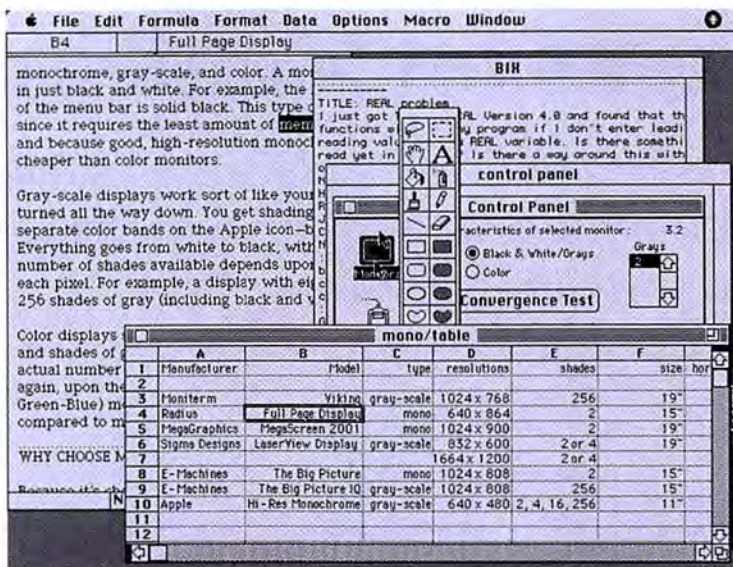 File Edit Formula Format Data Options Macro Window
B4 Full Page Display
monochrome, gray-scale, and color. A mo
in just black and white. For example, the
of the menu bar is solid black. This type
since it requires the least amount of mem
and because good, high-resolution monoc
cheaper than color monitors.
Gray-scale displays work sort of like your
turned all the way down. You get shading
separate color bands on the Apple icon—b
Everything goes from white to black, with
number of shades available depends upon
each pixel. For example, a display with eig
256 shades of gray (including black and
Color displays
and shades of g
actual number
again, upon the
Green-Blue) m
compared to m
WHY CHOOSE M
Because it's
BIX
TITLE: REAL problem
I just got REAL Version 4.0 and found that th
functions my program if I don't enter leadi
reading valu REAL variable. Is there somethi
read yet in Is there a way around this with
control panel
Control Panel
racteristics of selected monitor: 3.2
Black & White/Grays
Color
Grays
2
Monitors
Convergence Test
mono/table
A B C D E F
1 Manufacturer Model type resolutions shades size hor
2
3 Moniterm Viking gray-scale 1024 x 768 256 19"
4 Radius Full Page Display mono 640 x 864 2 15"
5 MegaGraphics MegaScreen 2001 mono 1024 x 900 2 19"
6 Sigma Designs LaserView Display gray-scale 832 x 600 2 or 4 19"
7 1664 x 1200 2 or 4
8 E-Machines The Big Picture mono 1024 x 808 2 15"
9 E-Machines The Big Picture IQ gray-scale 1024 x 808 256 15"
10 Apple Hi-Res Monochrome gray-scale 640 x 480 2, 4, 16, 256 11"
11
12